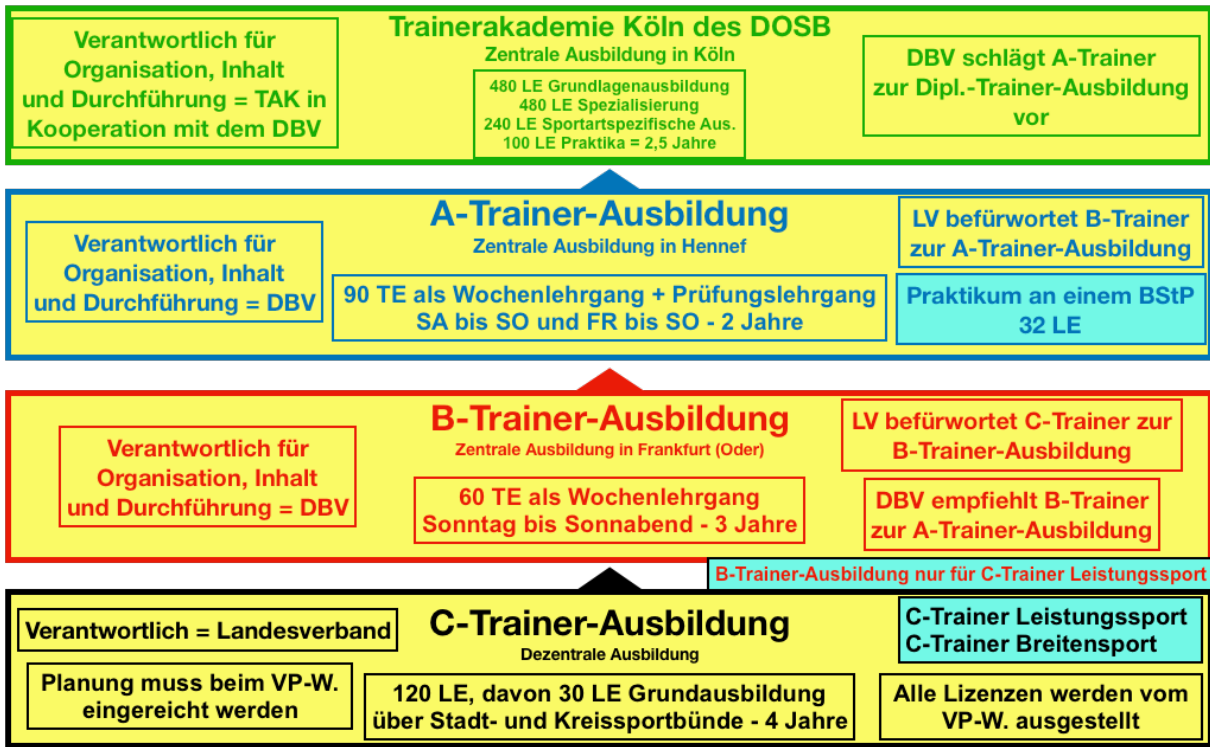 Trainerakademie Köln des DOSB
Zentrale Ausbildung in Köln
Verantwortlich für
Organisation, Inhalt
und Durchführung = TAK in
Kooperation mit dem DBV
480 LE Grundlagenausbildung
480 LE Spezialisierung
240 LE Sportartspezifische Aus.
100 LE Praktika = 2,5 Jahre
DBV schlägt A-Trainer
zur Dipl.-Trainer-Ausbildung
vor
A-Trainer-Ausbildung
Zentrale Ausbildung in Hennef
Verantwortlich für
Organisation, Inhalt
und Durchführung = DBV
90 TE als Wochenlehrgang + Prüfungslehrgang
SA bis SO und FR bis SO - 2 Jahre
LV befürwortet B-Trainer
zur A-Trainer-Ausbildung
Praktikum an einem BStP
32 LE
B-Trainer-Ausbildung
Zentrale Ausbildung in Frankfurt (Oder)
Verantwortlich für
Organisation, Inhalt
und Durchführung = DBV
60 TE als Wochenlehrgang
Sonntag bis Sonnabend - 3 Jahre
LV befürwortet C-Trainer zur
B-Trainer-Ausbildung
DBV empfiehlt B-Trainer
zur A-Trainer-Ausbildung
B-Trainer-Ausbildung nur für C-Trainer Leistungssport
C-Trainer-Ausbildung
Dezentrale Ausbildung
Verantwortlich = Landesverband
Planung muss beim VP-W.
eingereicht werden
120 LE, davon 30 LE Grundausbildung
über Stadt- und Kreissportbünde - 4 Jahre
C-Trainer Leistungssport
C-Trainer Breitensport
Alle Lizenzen werden vom
VP-W. ausgestellt